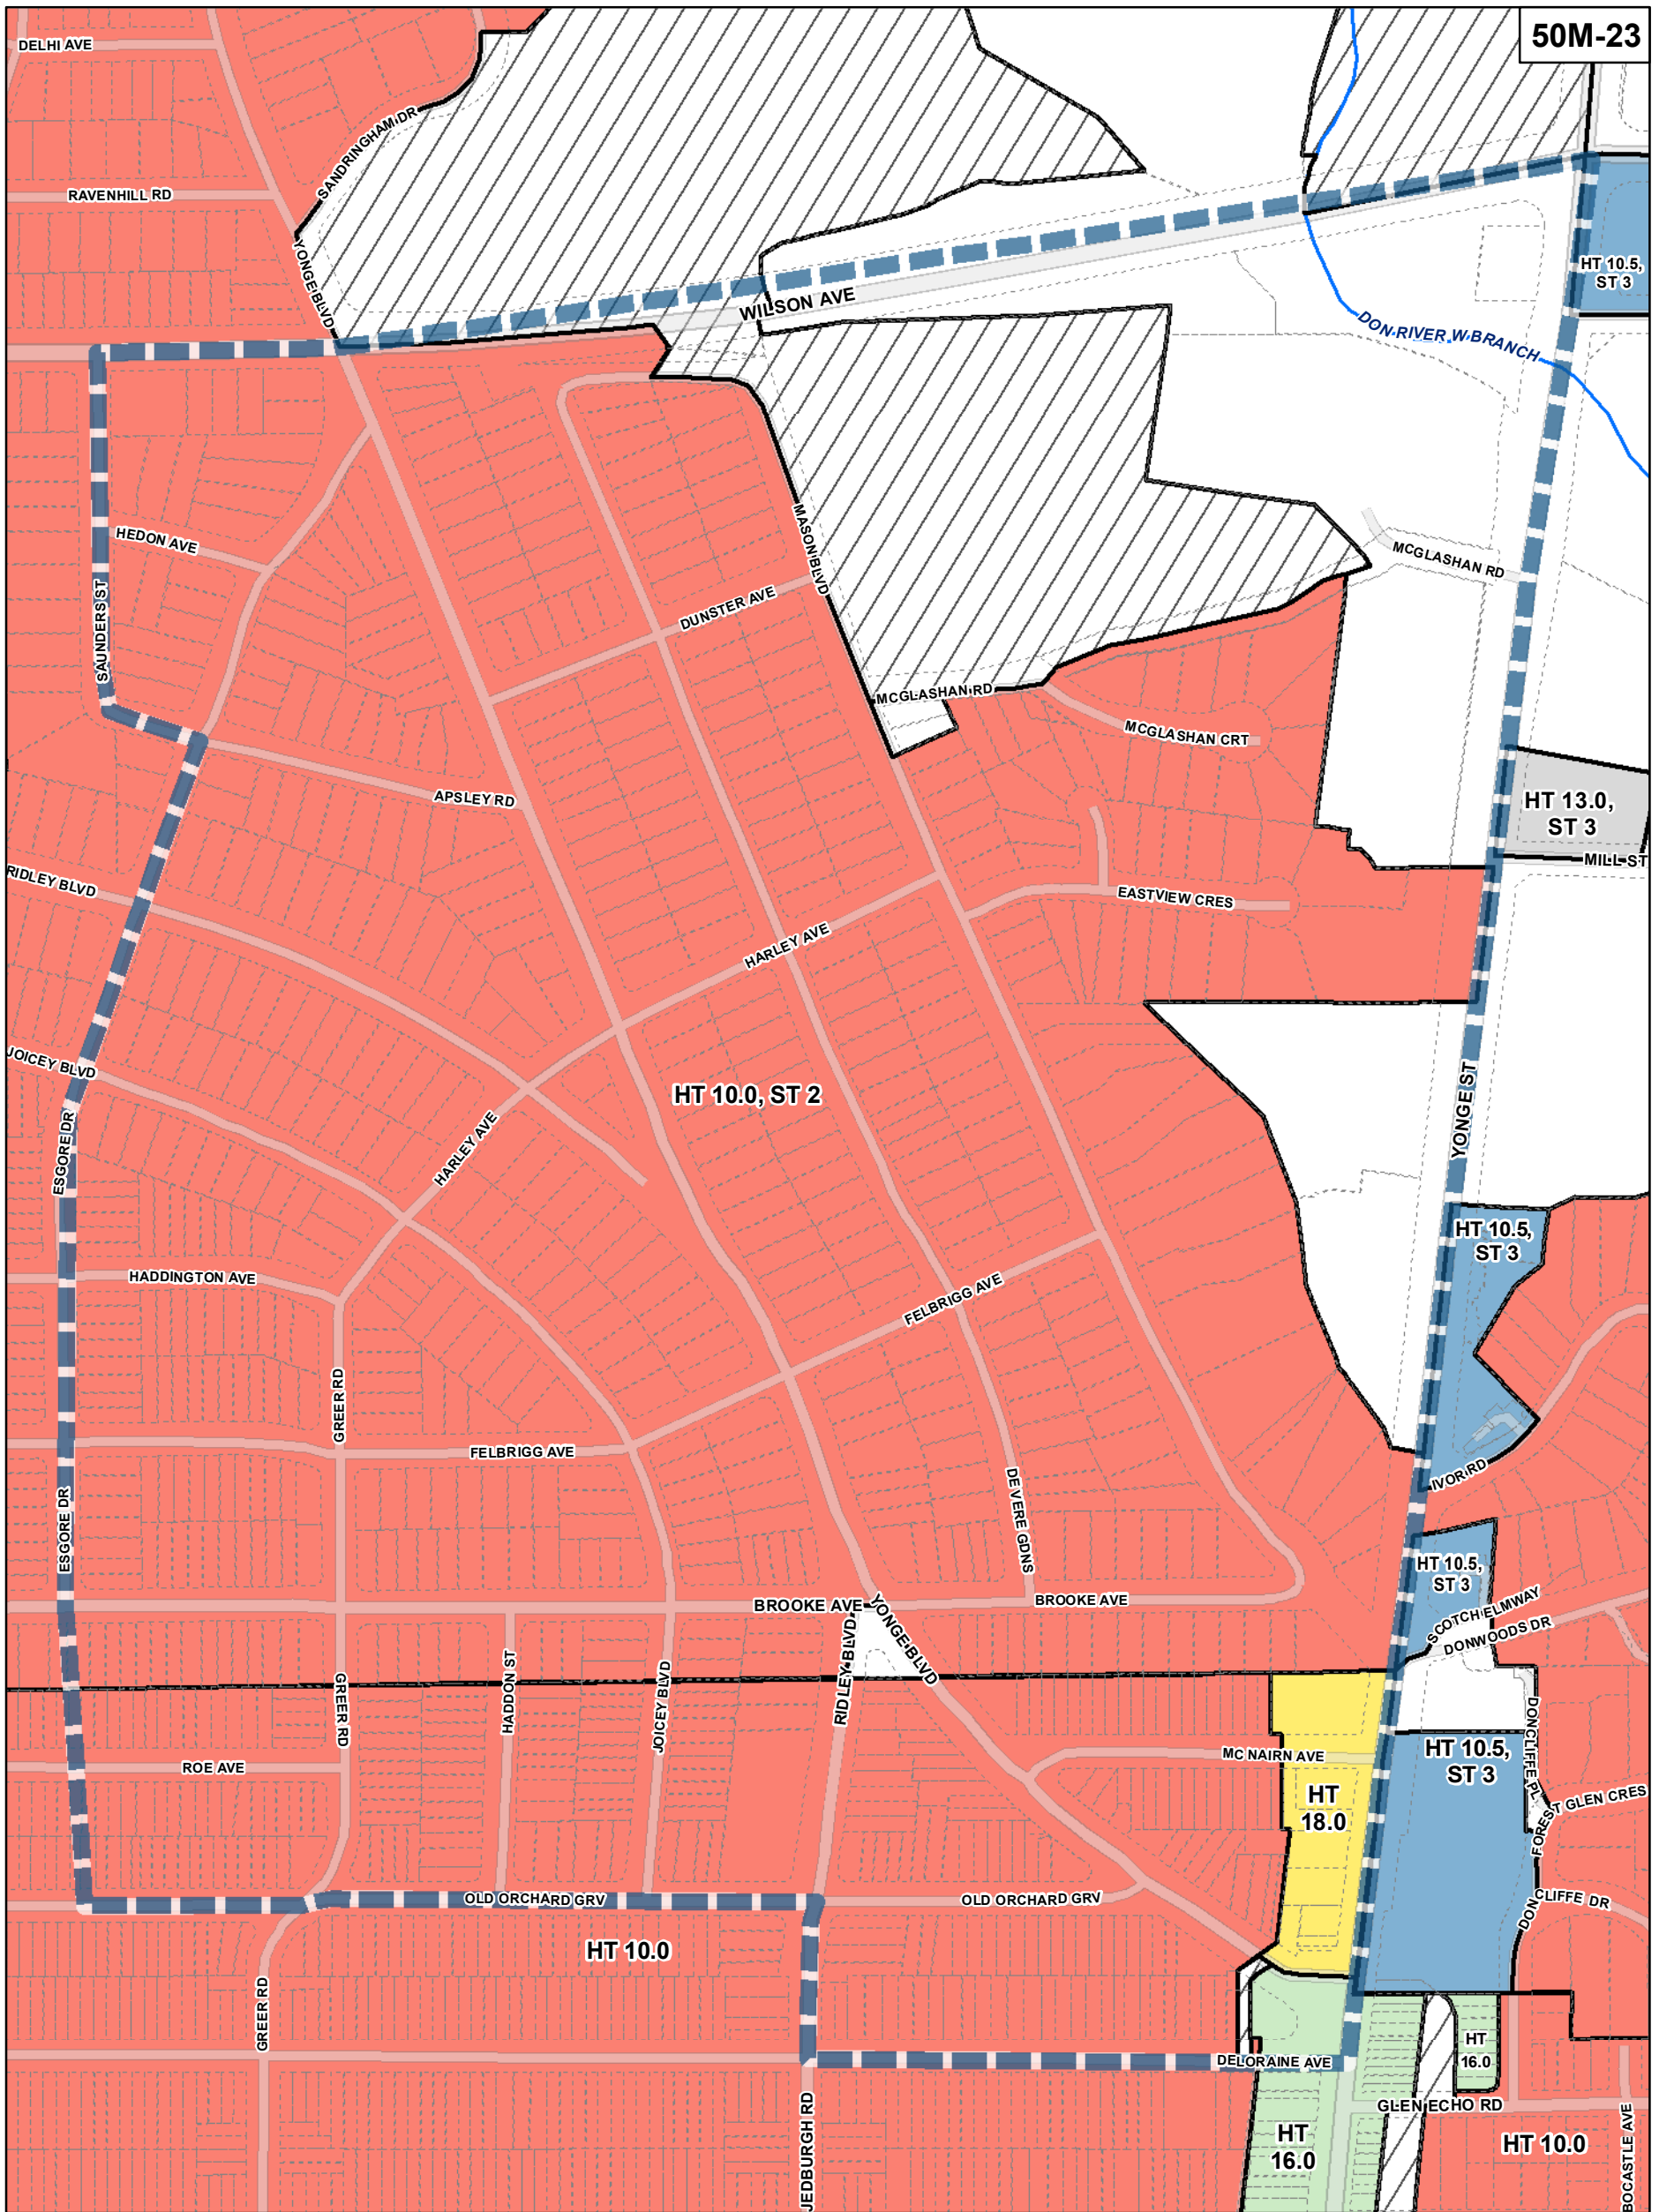 50M-23
DELHI AVE
SANDRINGHAM DR
RAVENHILL RD
YONGE BLVD
HT 10.5,
ST 3
WILSON AVE
DON RIVER W BRANCH
HEDON AVE
MASON BLVD
MCGLASHAN RD
SAUNDERS ST
DUNSTER AVE
MCGLASHAN RD
MCGLASHAN CRT
APSLEY RD
HT 13.0,
ST 3
MILL ST
RIDLEY BLVD
EASTVIEW CRES
HARLEY AVE
JOICEY BLVD
HT 10.0, ST 2
YONGE ST
ESGORE DR
HARLEY AVE
HT 10.5,
ST 3
HADDINGTON AVE
FELBRIGG AVE
GREER RD
FELBRIGG AVE
IVOR RD
DE VERE GDNS
ESGORE DR
HT 10.5,
ST 3
BROOKE AVE
BROOKE AVE
YONGE BLVD
SCOTCH ELMWAY
DONWOODS DR
RIDLEY BLVD
HADDON ST
JOICEY BLVD
GREER RD
DONCLIFFE PL
HT 10.5,
ST 3
MC NAIRN AVE
ROE AVE
HT
18.0
FOREST GLEN CRES
OLD ORCHARD GRV
OLD ORCHARD GRV
DON CLIFFE DR
HT 10.0
GREER RD
HT
16.0
DELORAINE AVE
GLEN ECHO RD
JEDBURGH RD
HT
16.0
HT 10.0
BOCASTLE AVE